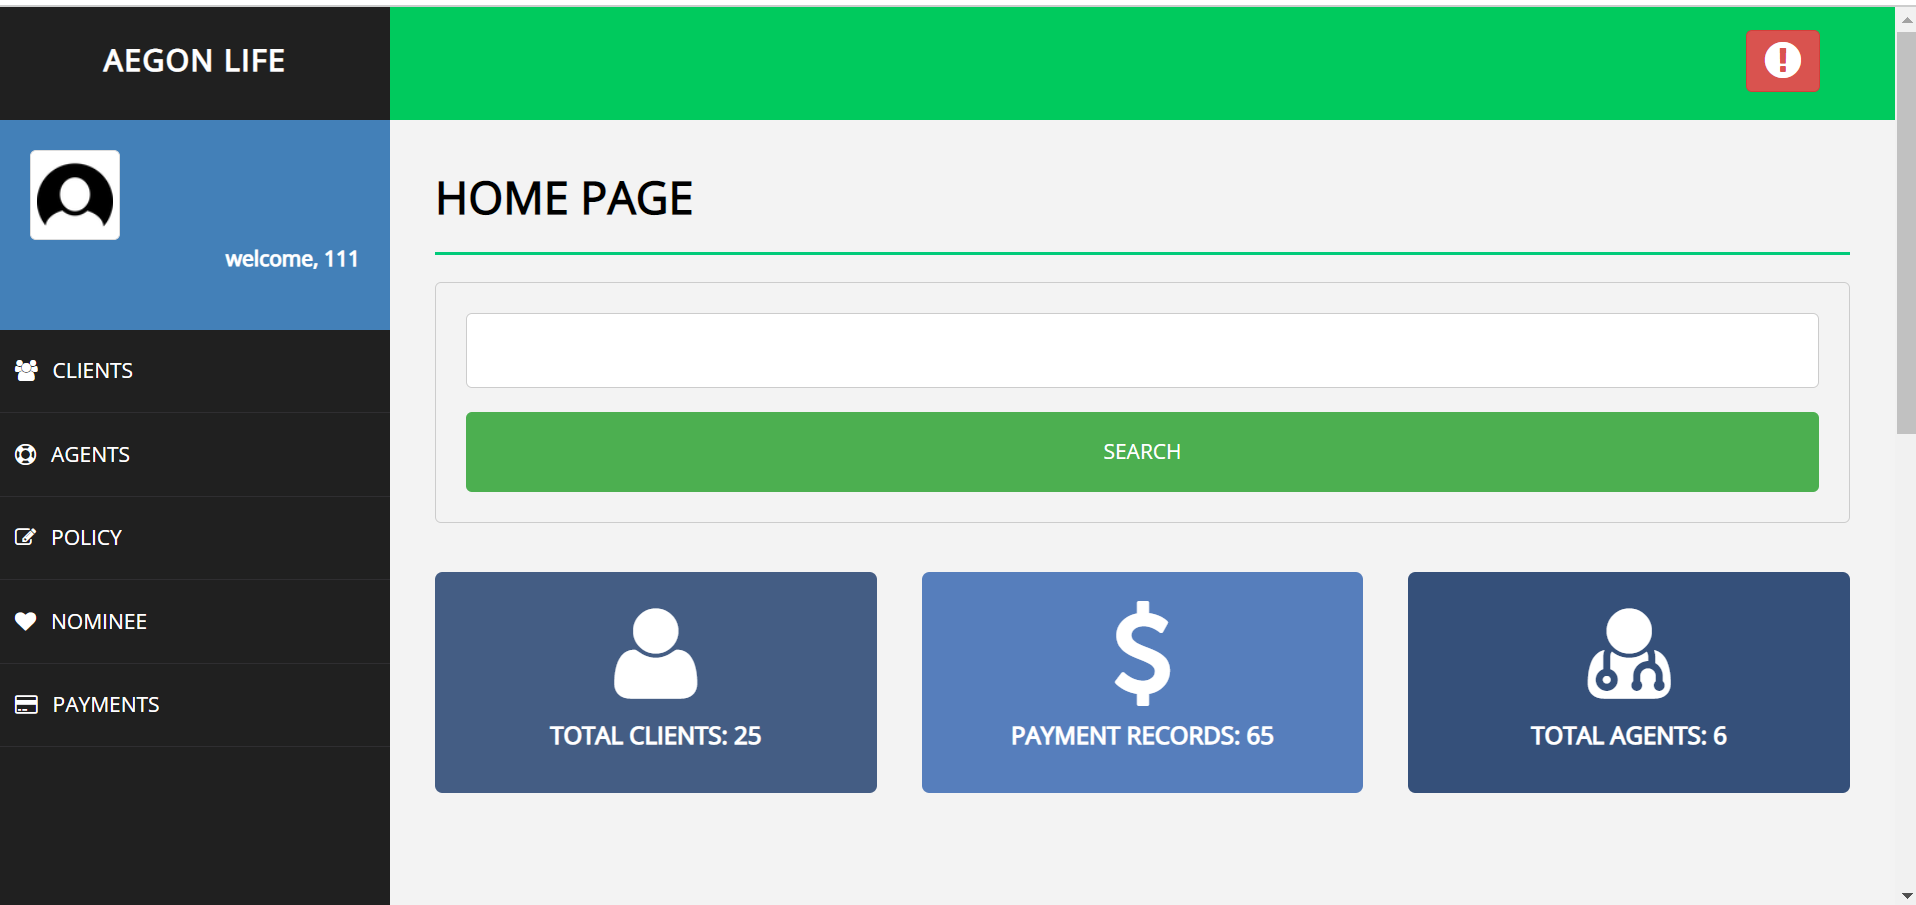 AEGON LIFE
welcome, 111
CLIENTS
AGENTS
POLICY
NOMINEE
PAYMENTS
HOME PAGE
SEARCH
TOTAL CLIENTS: 25
PAYMENT RECORDS: 65
TOTAL AGENTS: 6